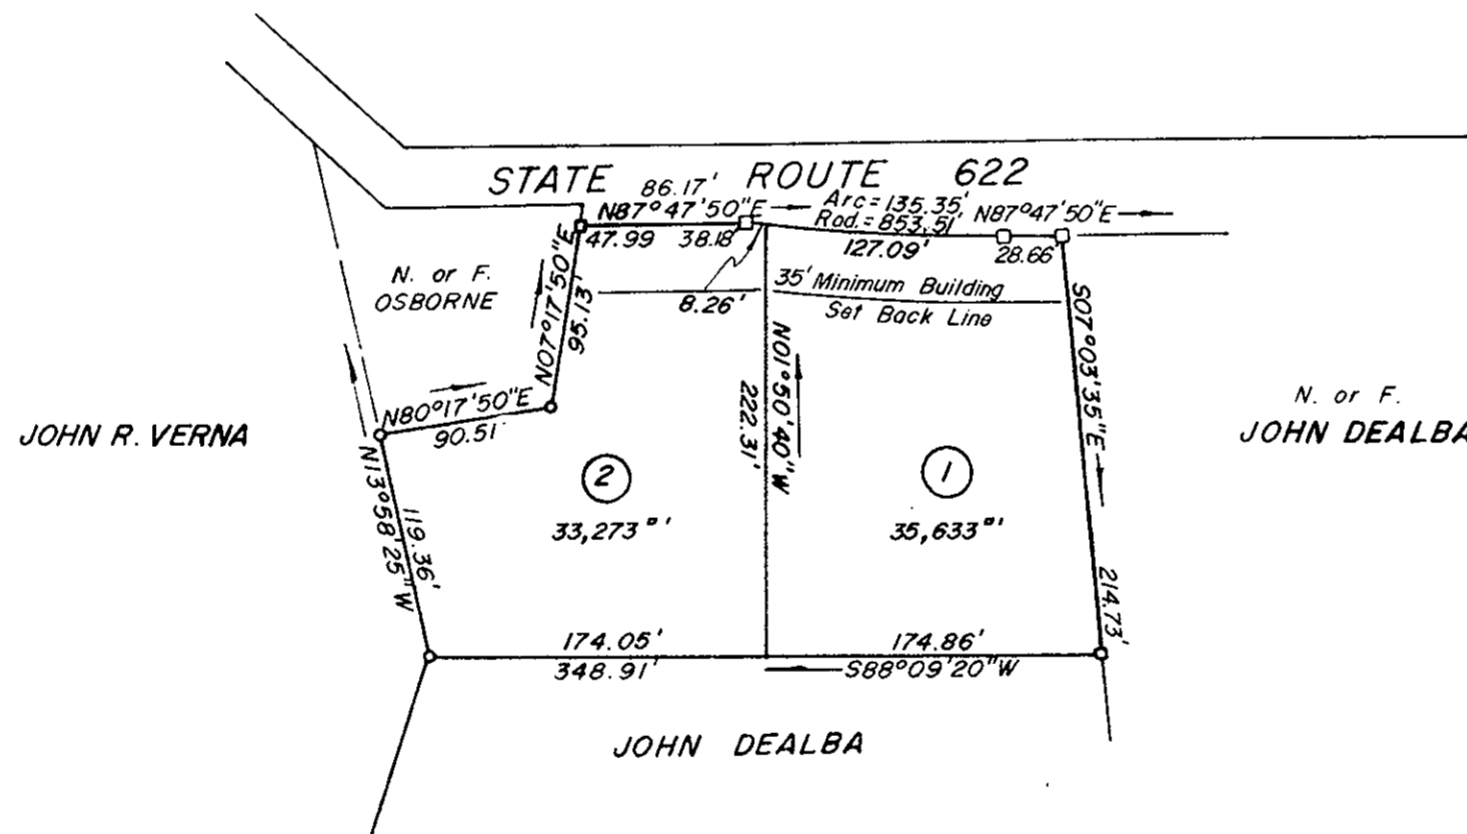 STATE ROUTE 622
86.17'
N87°47'50"E
Arc=135.35'
Rad.=853.51'
N87°47'50"E
47.99
38.18
127.09'
28.66'
N. or F.
OSBORNE
N07°17'50"E
95.13'
8.26'
35' Minimum Building
Set Back Line
N80°17'50"E
90.51'
N01°50'40"W
222.31'
S07°03'35"E
214.73'
N. or F.
JOHN DEALBA
JOHN R. VERNA
N13°58'25"W
119.36'
2
33,273□'
1
35,633□'
174.05'
348.91'
174.86'
S88°09'20"W
JOHN DEALBA